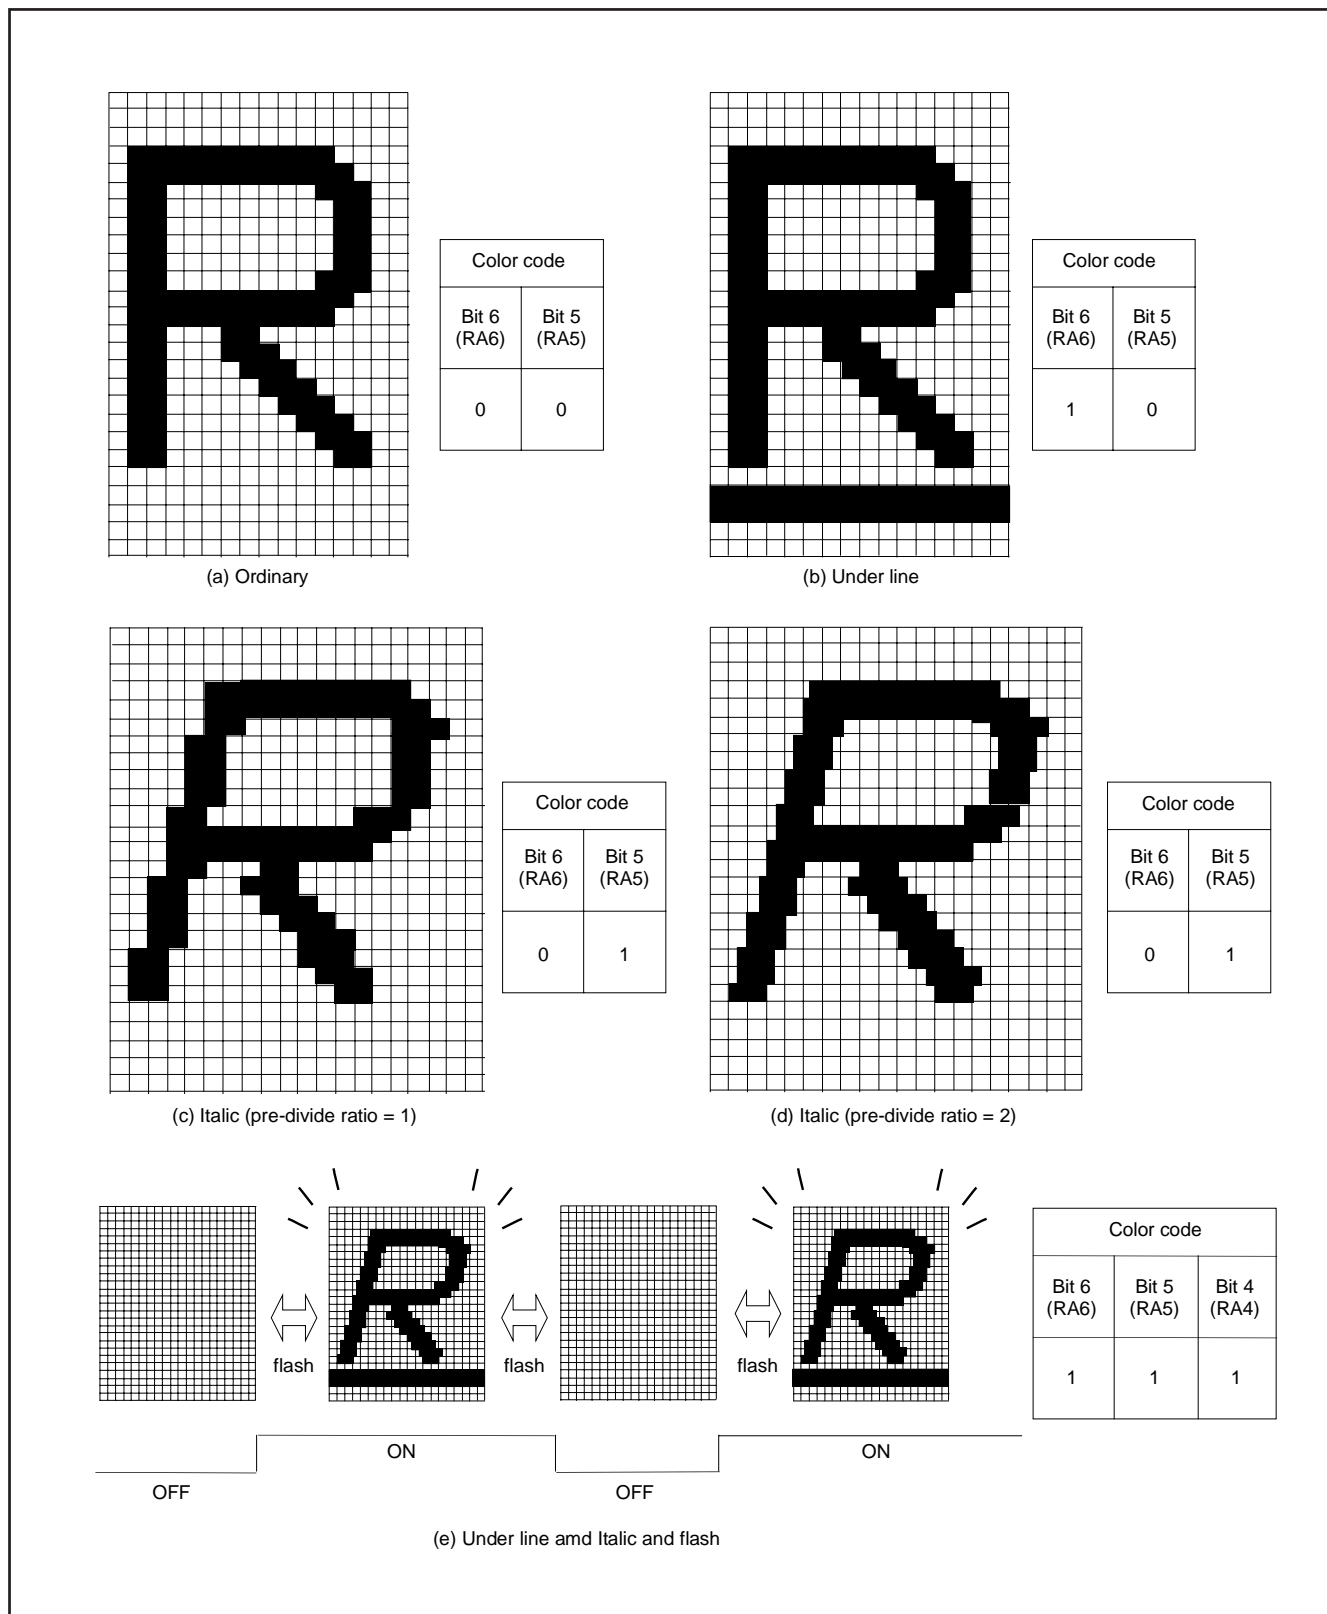 Color code
Bit 6 Bit 5
(RA6) (RA5)
0 0
(a) Ordinary
Color code
Bit 6 Bit 5
(RA6) (RA5)
1 0
(b) Under line
Color code
Bit 6 Bit 5
(RA6) (RA5)
0 1
(c) Italic (pre-divide ratio = 1)
Color code
Bit 6 Bit 5
(RA6) (RA5)
0 1
(d) Italic (pre-divide ratio = 2)
flash flash flash
Color code
Bit 6 Bit 5 Bit 4
(RA6) (RA5) (RA4)
1 1 1
ON ON
OFF OFF
(e) Under line amd Italic and flash